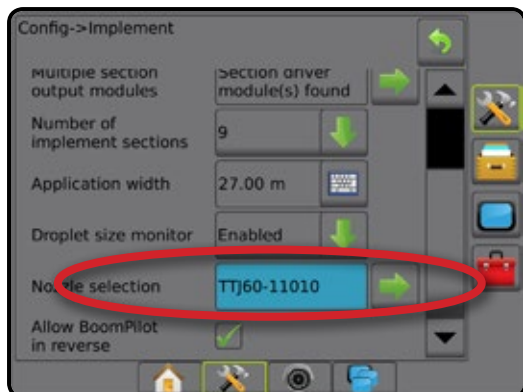 Config->Implement
Multiple section
output modules
Section driver
module(s) found
Number of
implement sections
9
Application width
27.00 m
Droplet size monitor
Enabled
Nozzle selection
TTJ60-11010
Allow BoomPilot
in reverse